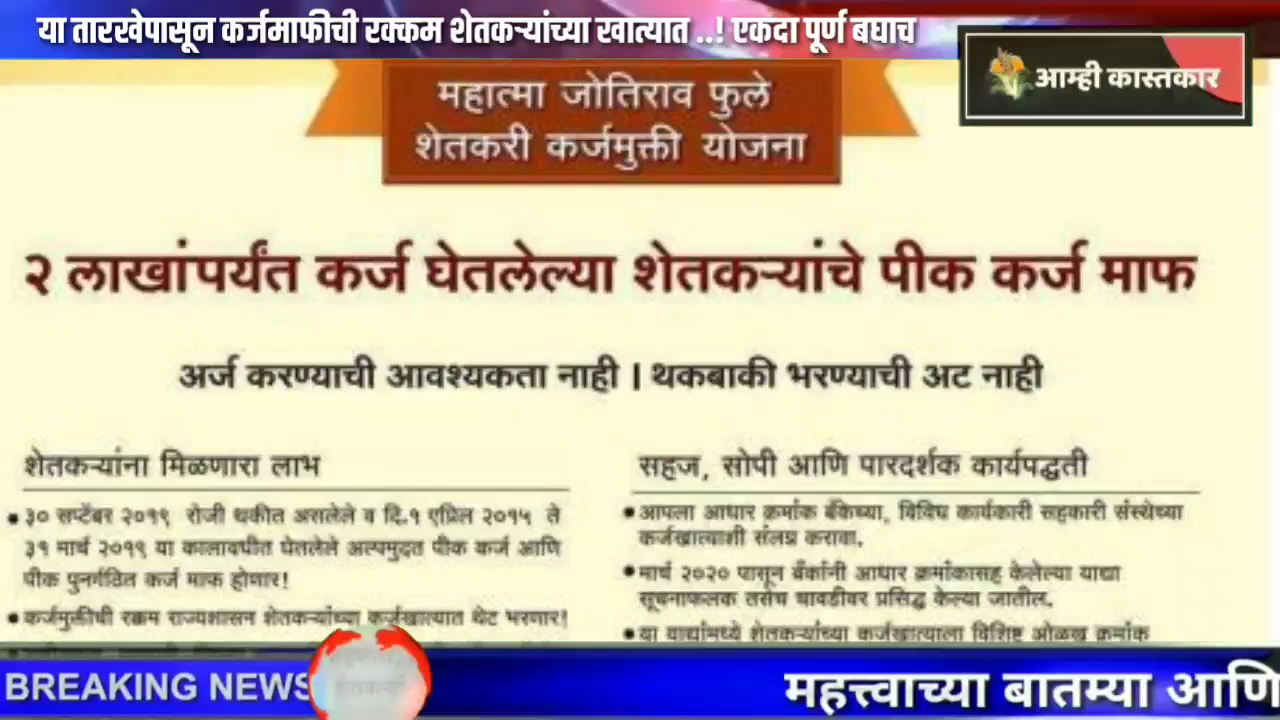 या तारखेपासून कर्जमाफीची रक्कम शेतकऱ्यांच्या खात्यात ..! एकदा पूर्ण बघाच
आम्ही कास्तकार
महात्मा जोतिराव फुले
शेतकरी कर्जमुक्ती योजना
२ लाखांपर्यंत कर्ज घेतलेल्या शेतकऱ्यांचे पीक कर्ज माफ
अर्ज करण्याची आवश्यकता नाही । थकबाकी भरण्याची अट नाही
शेतकऱ्यांना मिळणारा लाभ
• ३० सप्टेंबर २०१९ रोजी थकीत असलेले व दि.१ एप्रिल २०१५ ते
३१ मार्च २०१९ या कालावधीत घेतलेले अल्पमुदत पीक कर्ज आणि
पीक पुनर्गठित कर्ज माफ होणार!
• कर्जमुक्तीची रक्कम राज्यशासन शेतकऱ्यांच्या कर्जखात्यात थेट भरणार!
सहज, सोपी आणि पारदर्शक कार्यपद्धती
• आपला आधार क्रमांक बँकेच्या, विविध कार्यकारी सहकारी संस्थेच्या
कर्जखात्याशी संलग्न करावा.
• मार्च २०२० पासून बँकांनी आधार क्रमांकासह केलेल्या याद्या
सूचनाफलक तसेच चावडीवर प्रसिद्ध केल्या जातील.
• या याद्यांमध्ये शेतकऱ्यांच्या कर्जखात्याला विशिष्ट ओळख क्रमांक
BREAKING NEWS
महत्त्वाच्या बातम्या आणि